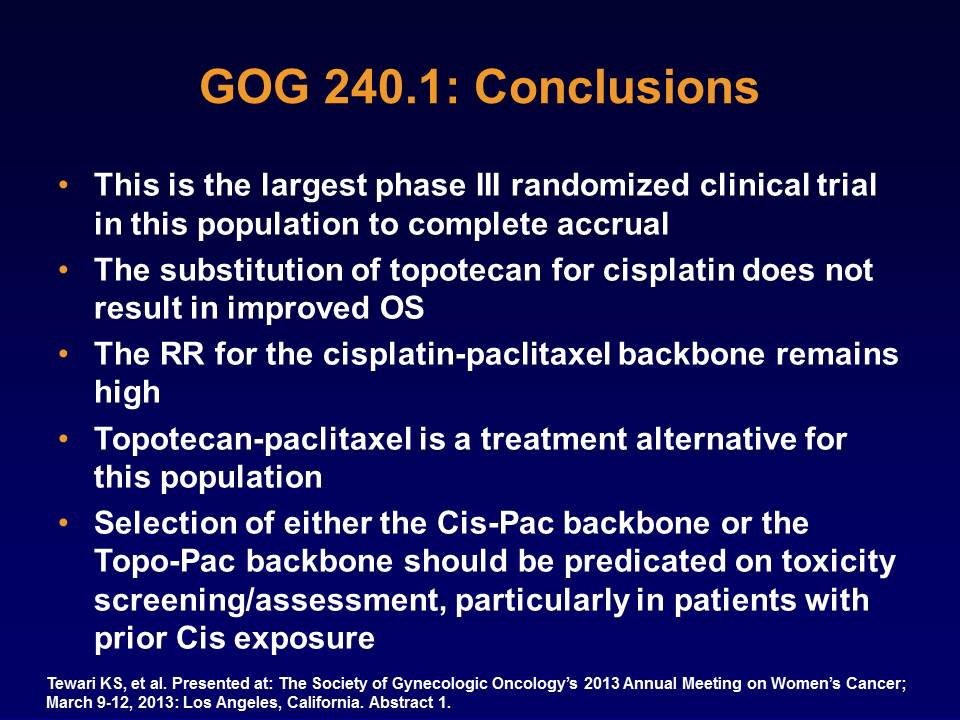 GOG 240.1: Conclusions
• This is the largest phase III randomized clinical trial
in this population to complete accrual
• The substitution of topotecan for cisplatin does not
result in improved OS
• The RR for the cisplatin-paclitaxel backbone remains
high
• Topotecan-paclitaxel is a treatment alternative for
this population
• Selection of either the Cis-Pac backbone or the
Topo-Pac backbone should be predicated on toxicity
screening/assessment, particularly in patients with
prior Cis exposure
Tewari KS, et al. Presented at: The Society of Gynecologic Oncology’s 2013 Annual Meeting on Women’s Cancer;
March 9-12, 2013: Los Angeles, California. Abstract 1.